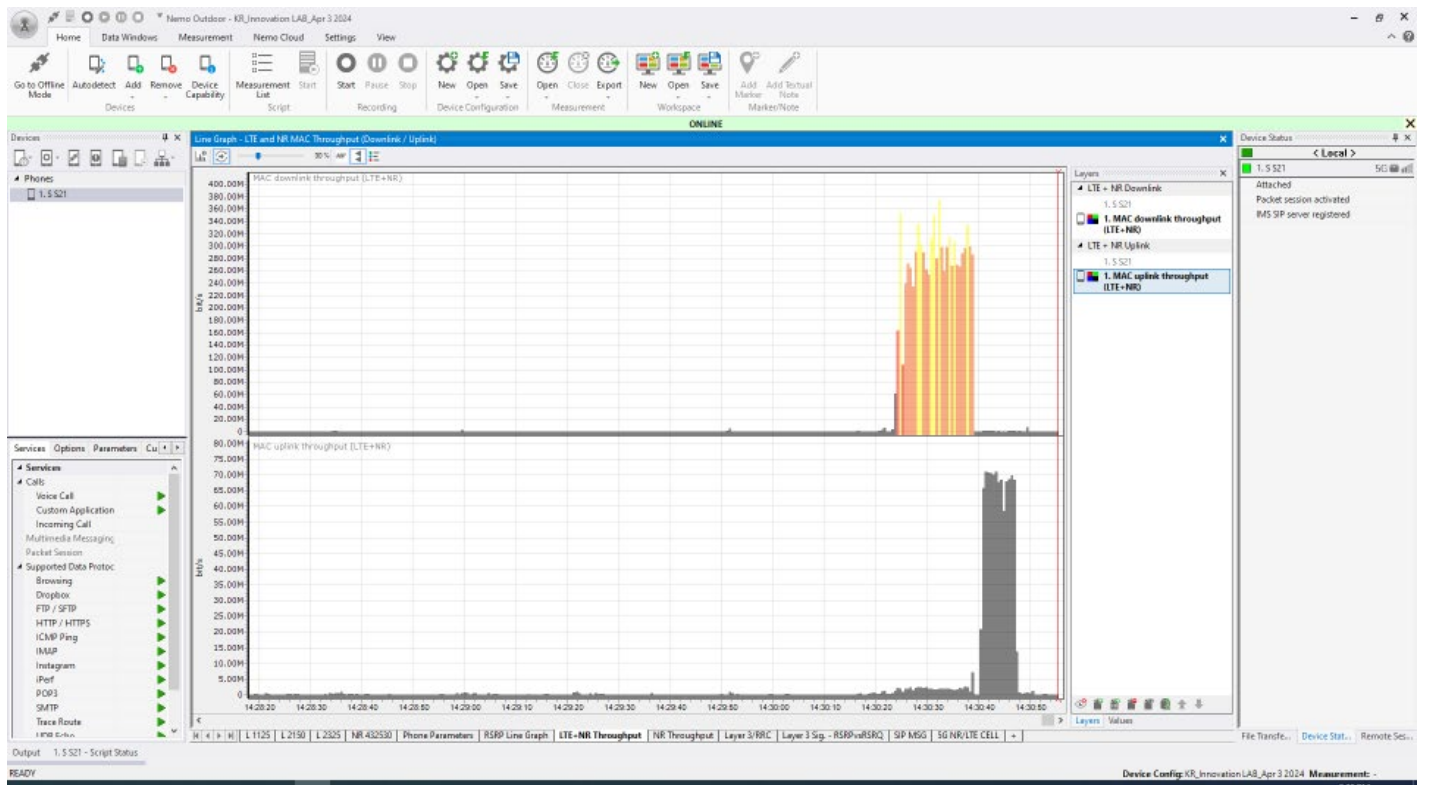 Nemo Outdoor - KR_Innovation LAB_Apr 3 2024
Home Data Windows Measurement Nemo Cloud Settings View
Go to Offline Mode
Autodetect Add Remove
Device Capability
Devices
Measurement List
Start
Script
Start Pause Stop
Recording
New Open Save
Device Configuration
Open Close Export
Measurement
New Open Save
Workspace
Add Marker
Add Textual Note
Marker/Note
ONLINE
Devices
Phones
1. S S21
Services Options Parameters Cu
Services
Calls
Voice Call
Custom Application
Incoming Call
Multimedia Messaging
Packet Session
Supported Data Protoc
Browsing
Dropbox
FTP / SFTP
HTTP / HTTPS
ICMP Ping
IMAP
Instagram
iPerf
POP3
SMTP
Trace Route
UDP Echo
Line Graph - LTE and NR MAC Throughput (Downlink / Uplink)
30 %
MAC downlink throughput (LTE+NR)
400.00M
380.00M
360.00M
340.00M
320.00M
300.00M
280.00M
260.00M
240.00M
220.00M
200.00M
180.00M
160.00M
140.00M
120.00M
100.00M
80.00M
60.00M
40.00M
20.00M
0
bit/s
MAC uplink throughput (LTE+NR)
80.00M
75.00M
70.00M
65.00M
60.00M
55.00M
50.00M
45.00M
40.00M
35.00M
30.00M
25.00M
20.00M
15.00M
10.00M
5.00M
0
bit/s
14:28:20 14:28:30 14:28:40 14:28:50 14:29:00 14:29:10 14:29:20 14:29:30 14:29:40 14:29:50 14:30:00 14:30:10 14:30:20 14:30:30 14:30:40 14:30:50
L 1125 L 2150 L 2325 NR 432530 Phone Parameters RSRP Line Graph LTE+NR Throughput NR Throughput Layer 3/RRC Layer 3 Sig. - RSRPvsRSRQ SIP MSG 5G NR/LTE CELL +
Layers
LTE + NR Downlink
1. S S21
1. MAC downlink throughput
(LTE+NR)
LTE + NR Uplink
1. S S21
1. MAC uplink throughput
(LTE+NR)
Layers Values
Device Status
< Local >
1. S S21 5G
Attached
Packet session activated
IMS SIP server registered
File Transfe... Device Stat... Remote Ses...
Output 1. S S21 - Script Status
READY
Device Config: KR_Innovation LAB_Apr 3 2024 Measurement: -